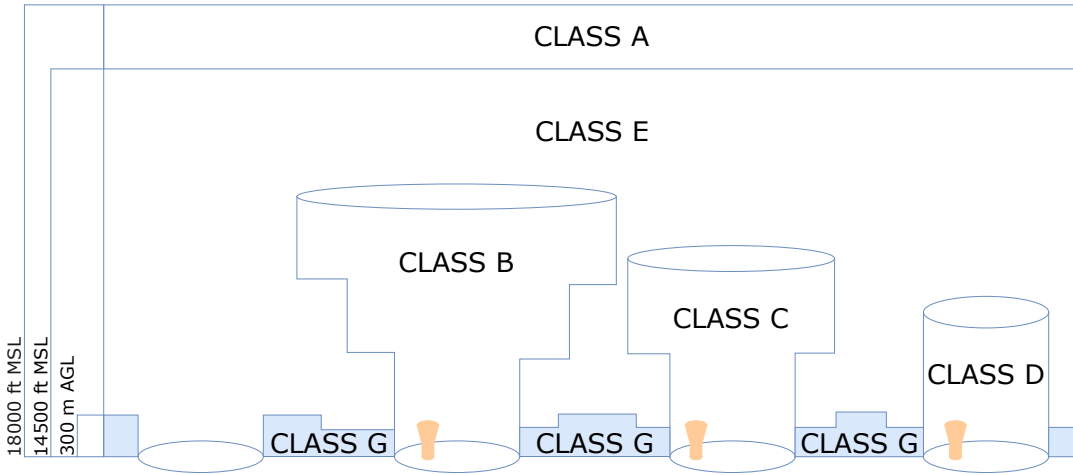 CLASS A
CLASS E
CLASS B
CLASS C
CLASS D
CLASS G
CLASS G
CLASS G
18000 ft MSL
14500 ft MSL
300 m AGL